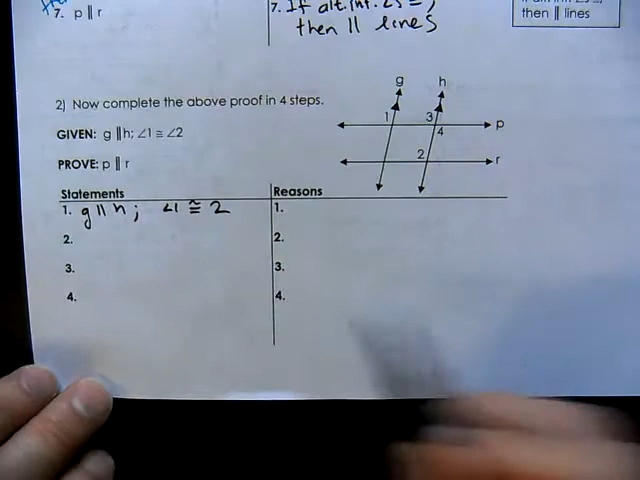 7. p || r
7. If alt. int. ∠s ≅,
then || lines
then || lines
2) Now complete the above proof in 4 steps.
GIVEN: g || h; ∠1 ≅ ∠2
PROVE: p || r
g h
1 3 p
4
2 r
Statements Reasons
1. g || h ; ∠1 ≅ 2 1.
2. 2.
3. 3.
4. 4.